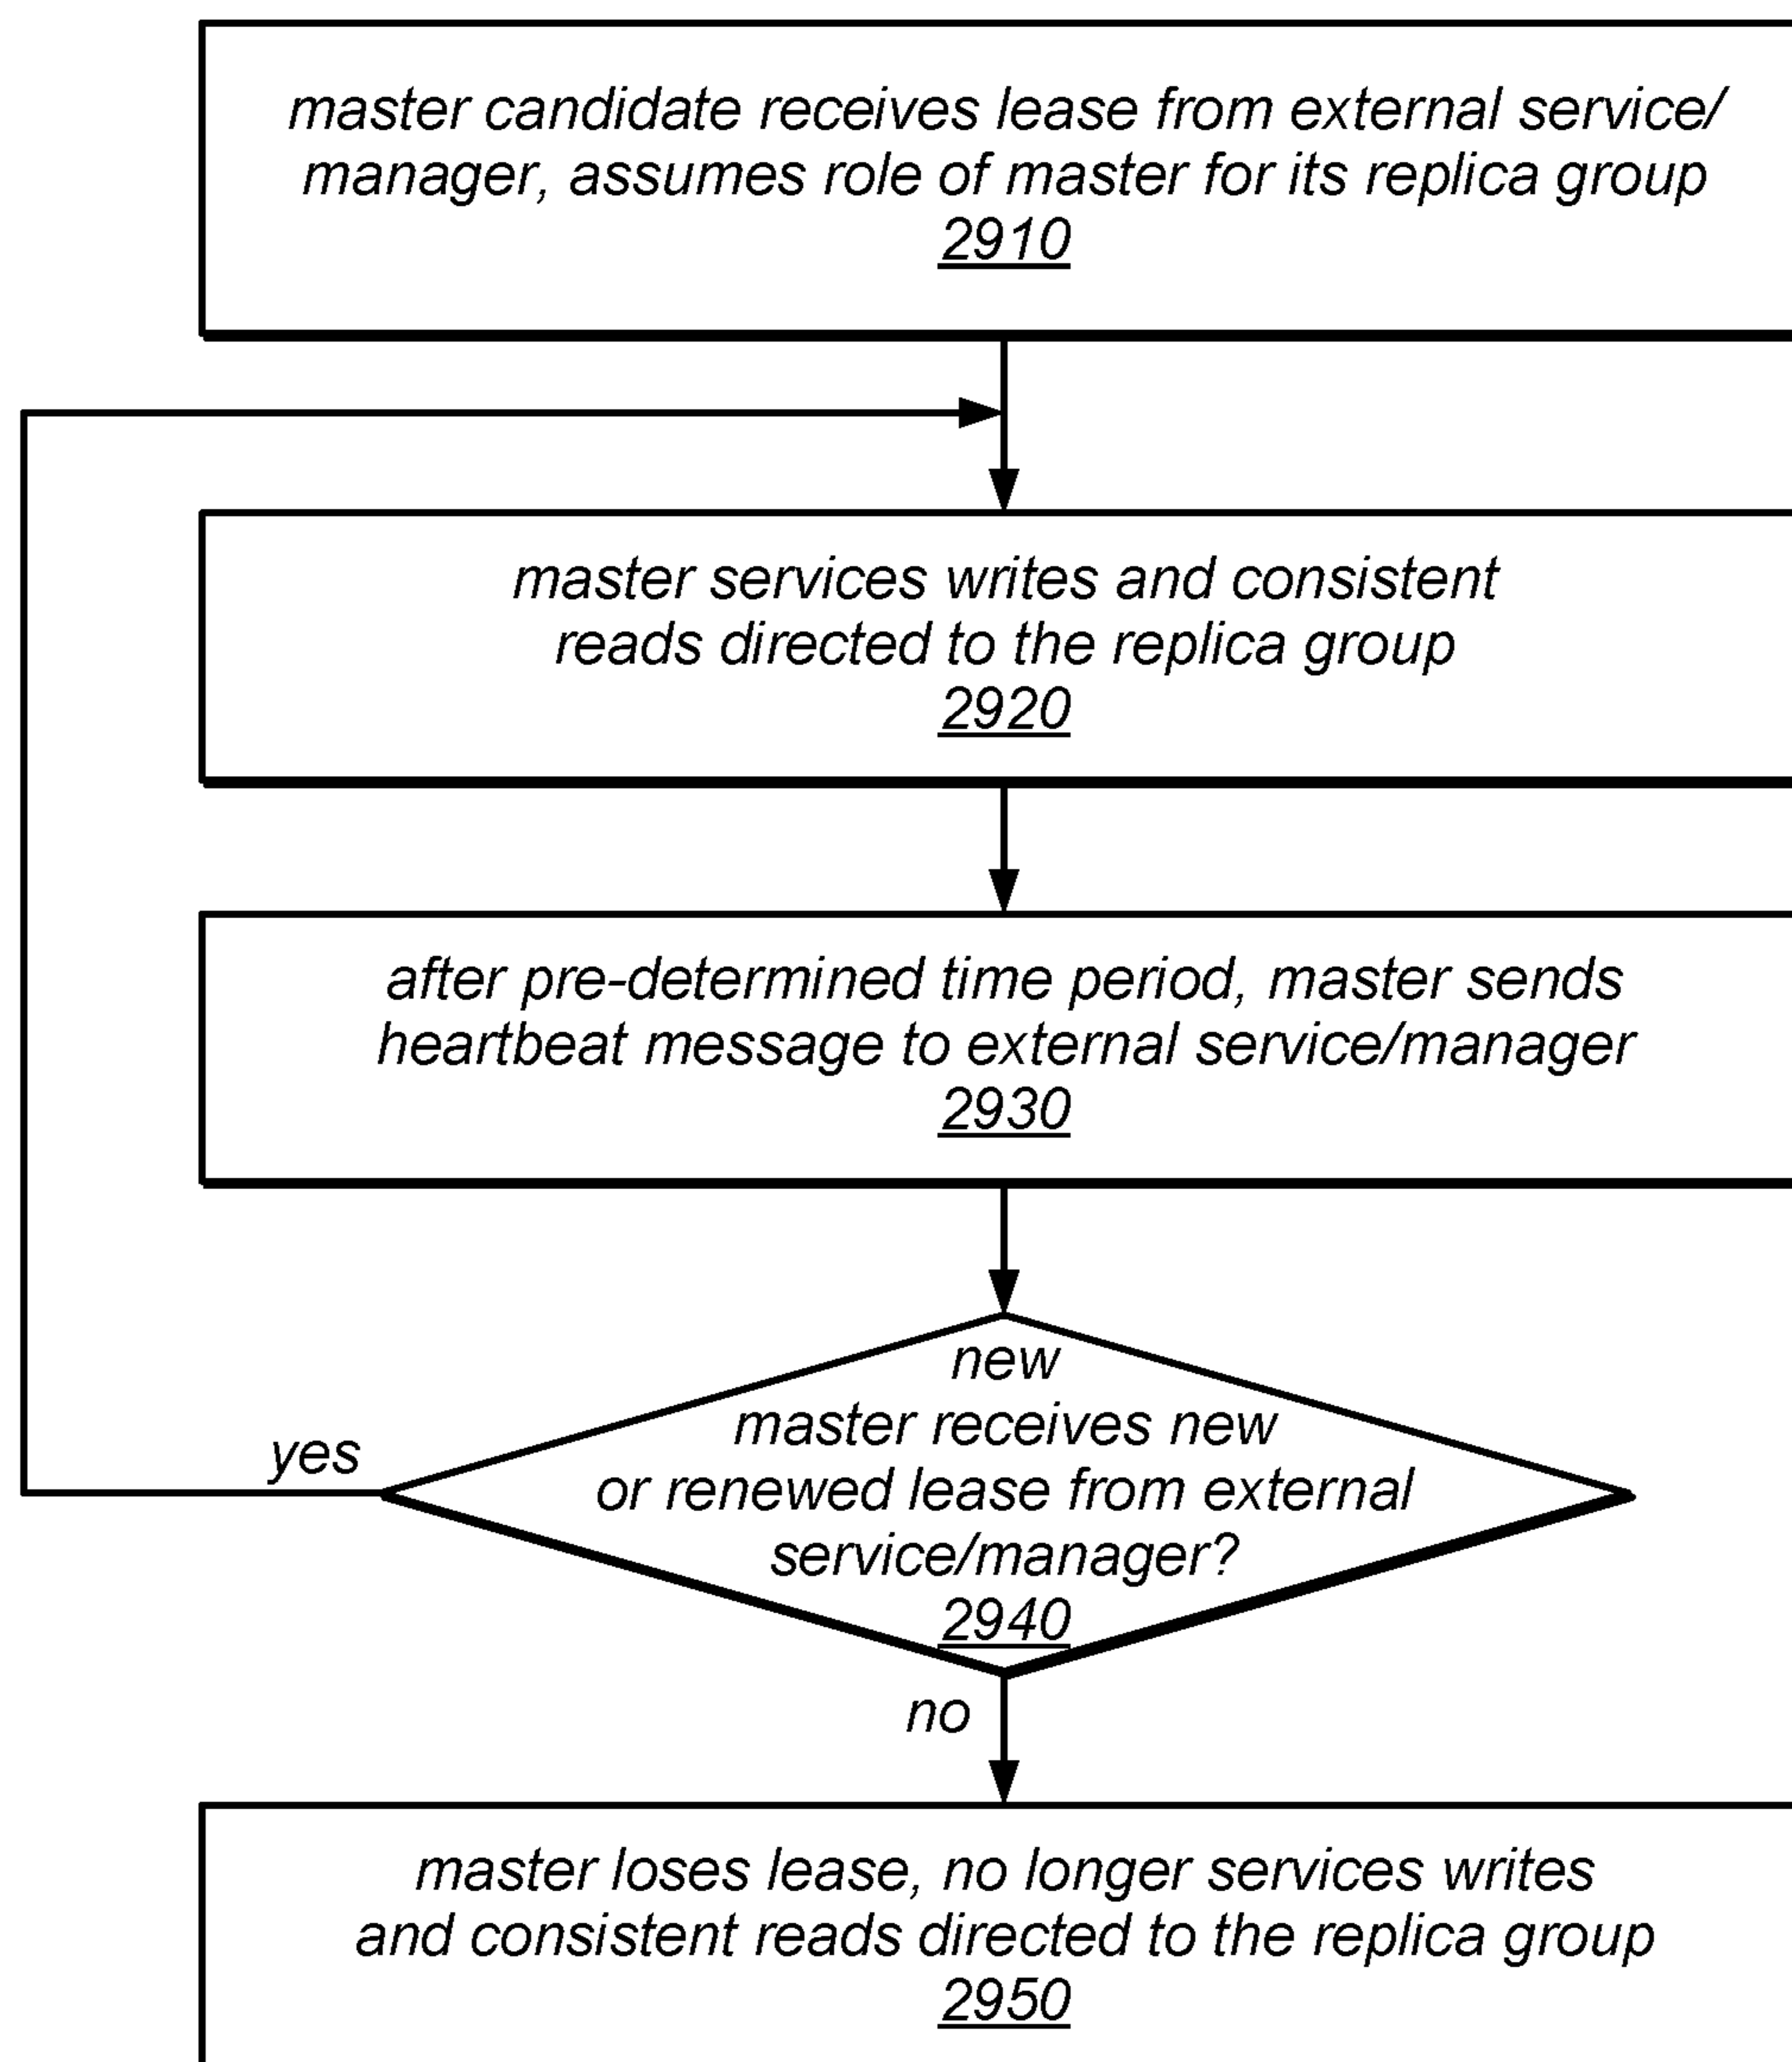 master candidate receives lease from external service/
manager, assumes role of master for its replica group
2910
master services writes and consistent
reads directed to the replica group
2920
after pre-determined time period, master sends
heartbeat message to external service/manager
2930
new
master receives new
or renewed lease from external
service/manager?
2940
yes
no
master loses lease, no longer services writes
and consistent reads directed to the replica group
2950